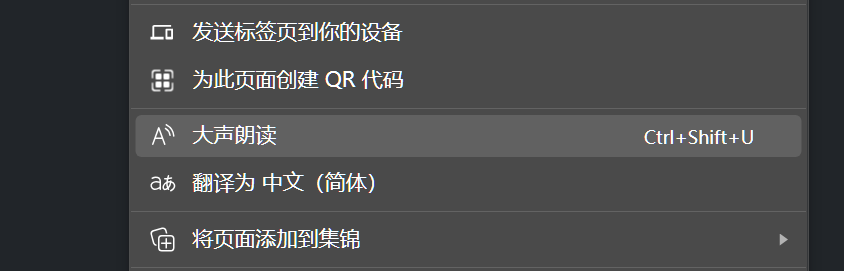 发送标签页到你的设备
为此页面创建 QR 代码
大声朗读 Ctrl+Shift+U
翻译为 中文（简体）
将页面添加到集锦